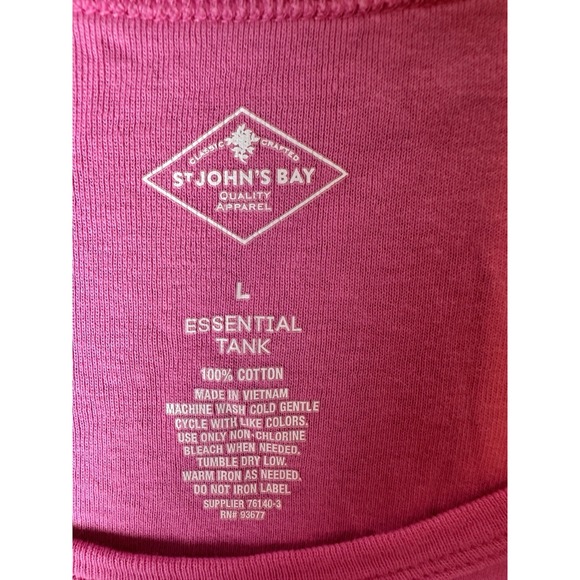 CLASSIC CRAFTED
ST JOHN'S BAY
QUALITY
APPAREL
L
ESSENTIAL
TANK
100% COTTON
MADE IN VIETNAM
MACHINE WASH COLD GENTLE
CYCLE WITH LIKE COLORS.
USE ONLY NON-CHLORINE
BLEACH WHEN NEEDED.
TUMBLE DRY LOW.
WARM IRON AS NEEDED.
DO NOT IRON LABEL
SUPPLIER 76140-3
RN# 93677